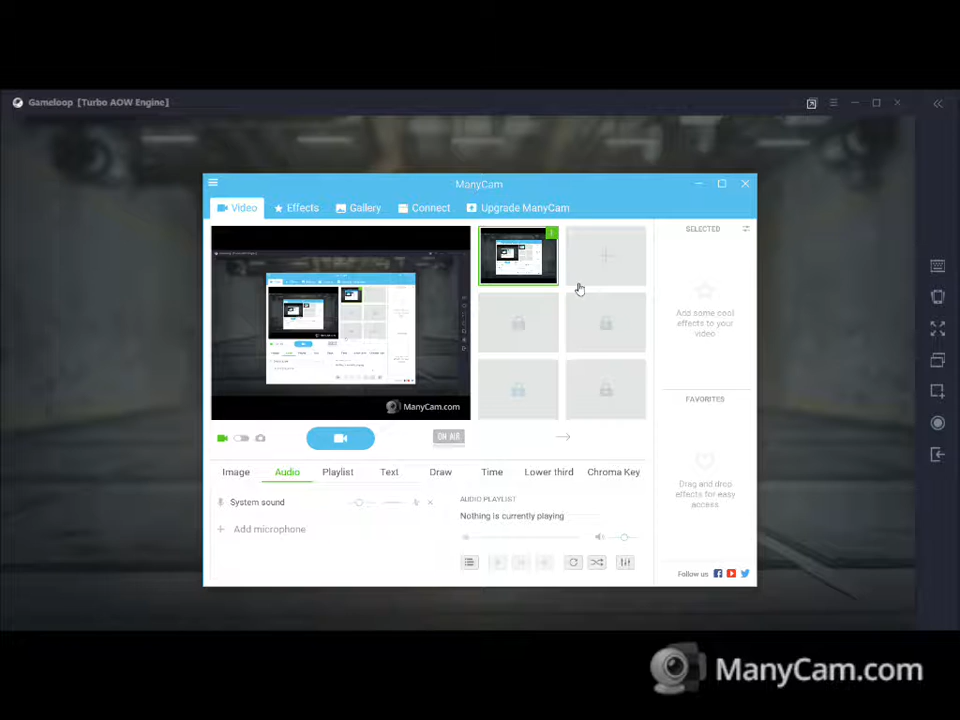 Gameloop [Turbo AOW Engine]
ManyCam
Video
Effects
Gallery
Connect
Upgrade ManyCam
SELECTED
Add some cool
effects to your
video
ManyCam.com
FAVORITES
ON AIR
Image
Audio
Playlist
Text
Draw
Time
Lower third
Chroma Key
System sound
Add microphone
AUDIO PLAYLIST
Nothing is currently playing
Drag and drop
effects for easy
access
Follow us
ManyCam.com